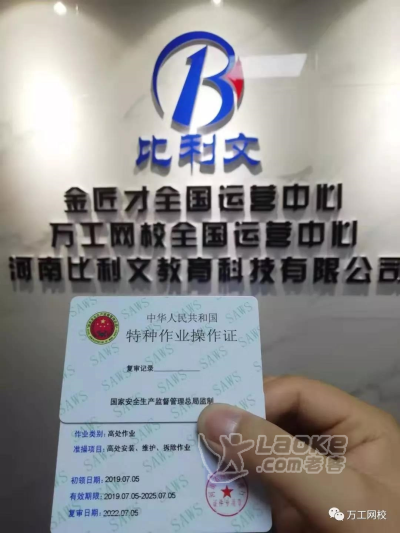 比利文
金匠才全国运营中心
万工网校全国运营中心
河南比利文教育科技有限公司
中华人民共和国
特种作业操作证
复审记录
SAWS
国家安全生产监督管理总局监制
作业类别:高处作业
准操项目:高处安装、维护、拆除作业
初领日期:2019.07.05
有效期限:2019.07.05-2025.07.05
复审日期:2022.07.05
LAOKE
.com老客
万工网校